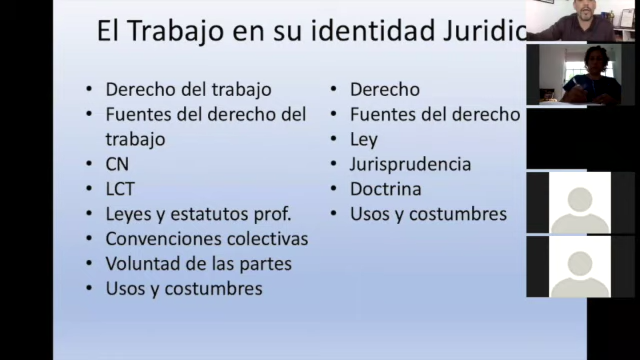 El Trabajo en su identidad Juridic
• Derecho del trabajo
• Fuentes del derecho del
trabajo
• CN
• LCT
• Leyes y estatutos prof.
• Convenciones colectivas
• Voluntad de las partes
• Usos y costumbres
• Derecho
• Fuentes del derecho
• Ley
• Jurisprudencia
• Doctrina
• Usos y costumbres